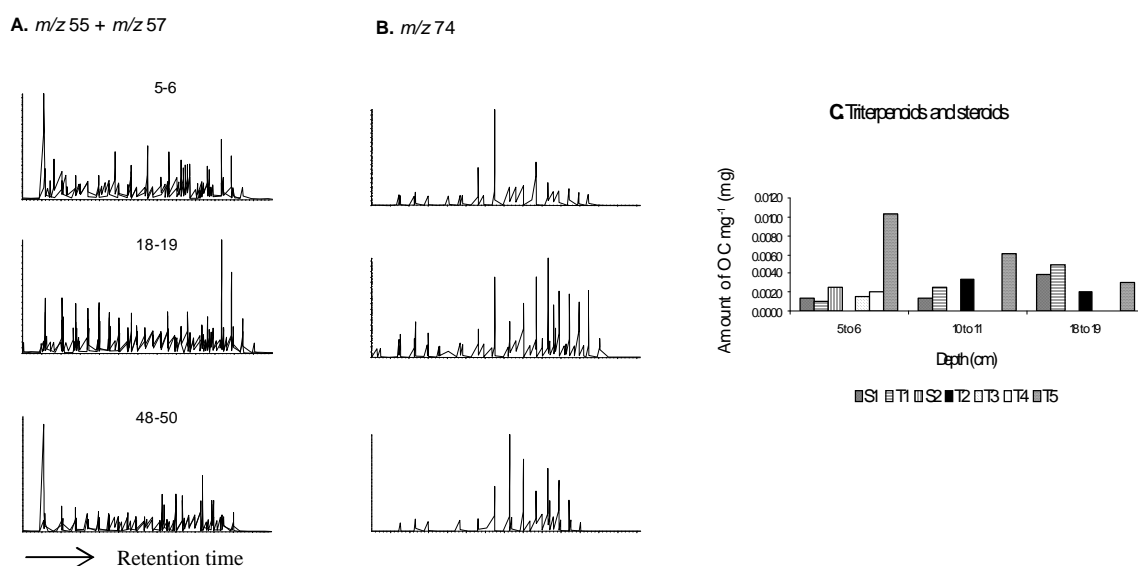 A. m/z 55 + m/z 57
B. m/z 74
5-6
18-19
48-50
Retention time
C. Triterpenoids and steroids
Amount of OC mg⁻¹ (mg)
0.0120
0.0100
0.0080
0.0060
0.0040
0.0020
0.0000
5 to 6
10 to 11
18 to 19
Depth (cm)
S1 T1 S2 T2 T3 T4 T5